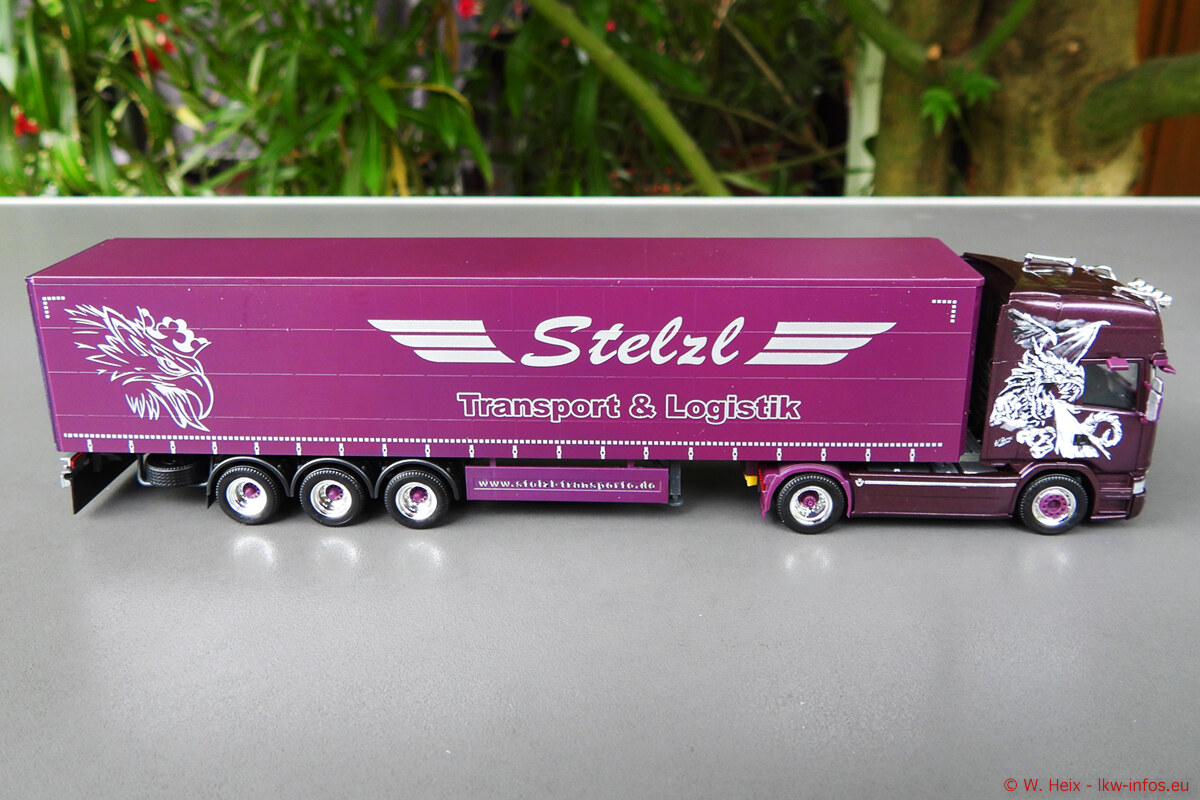 Stelzl
Transport & Logistik
www.stelzl-transporte.de
© W. Heix - lkw-infos.eu